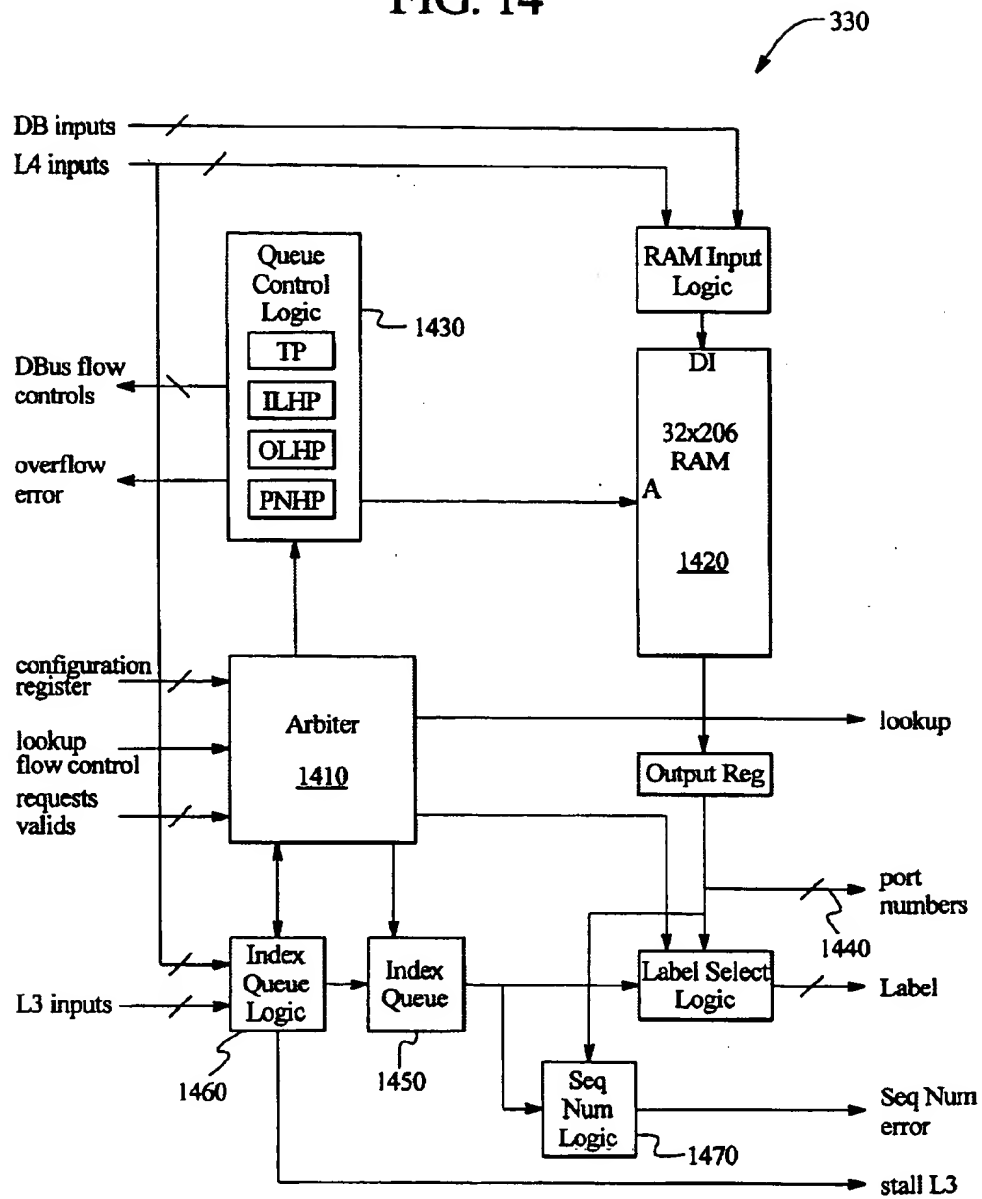 FIG. 14
330
DB inputs
L4 inputs
RAM Input
Logic
Queue
Control
Logic
1430
TP
ILHP
OLHP
PNHP
DBus flow
controls
overflow
error
DI
32x206
RAM
A
1420
configuration
register
lookup
flow control
requests
valids
Arbiter
1410
lookup
Output Reg
port
numbers
1440
L3 inputs
Index
Queue
Logic
1460
Index
Queue
1450
Label Select
Logic
Label
Seq
Num
Logic
1470
Seq Num
error
stall L3